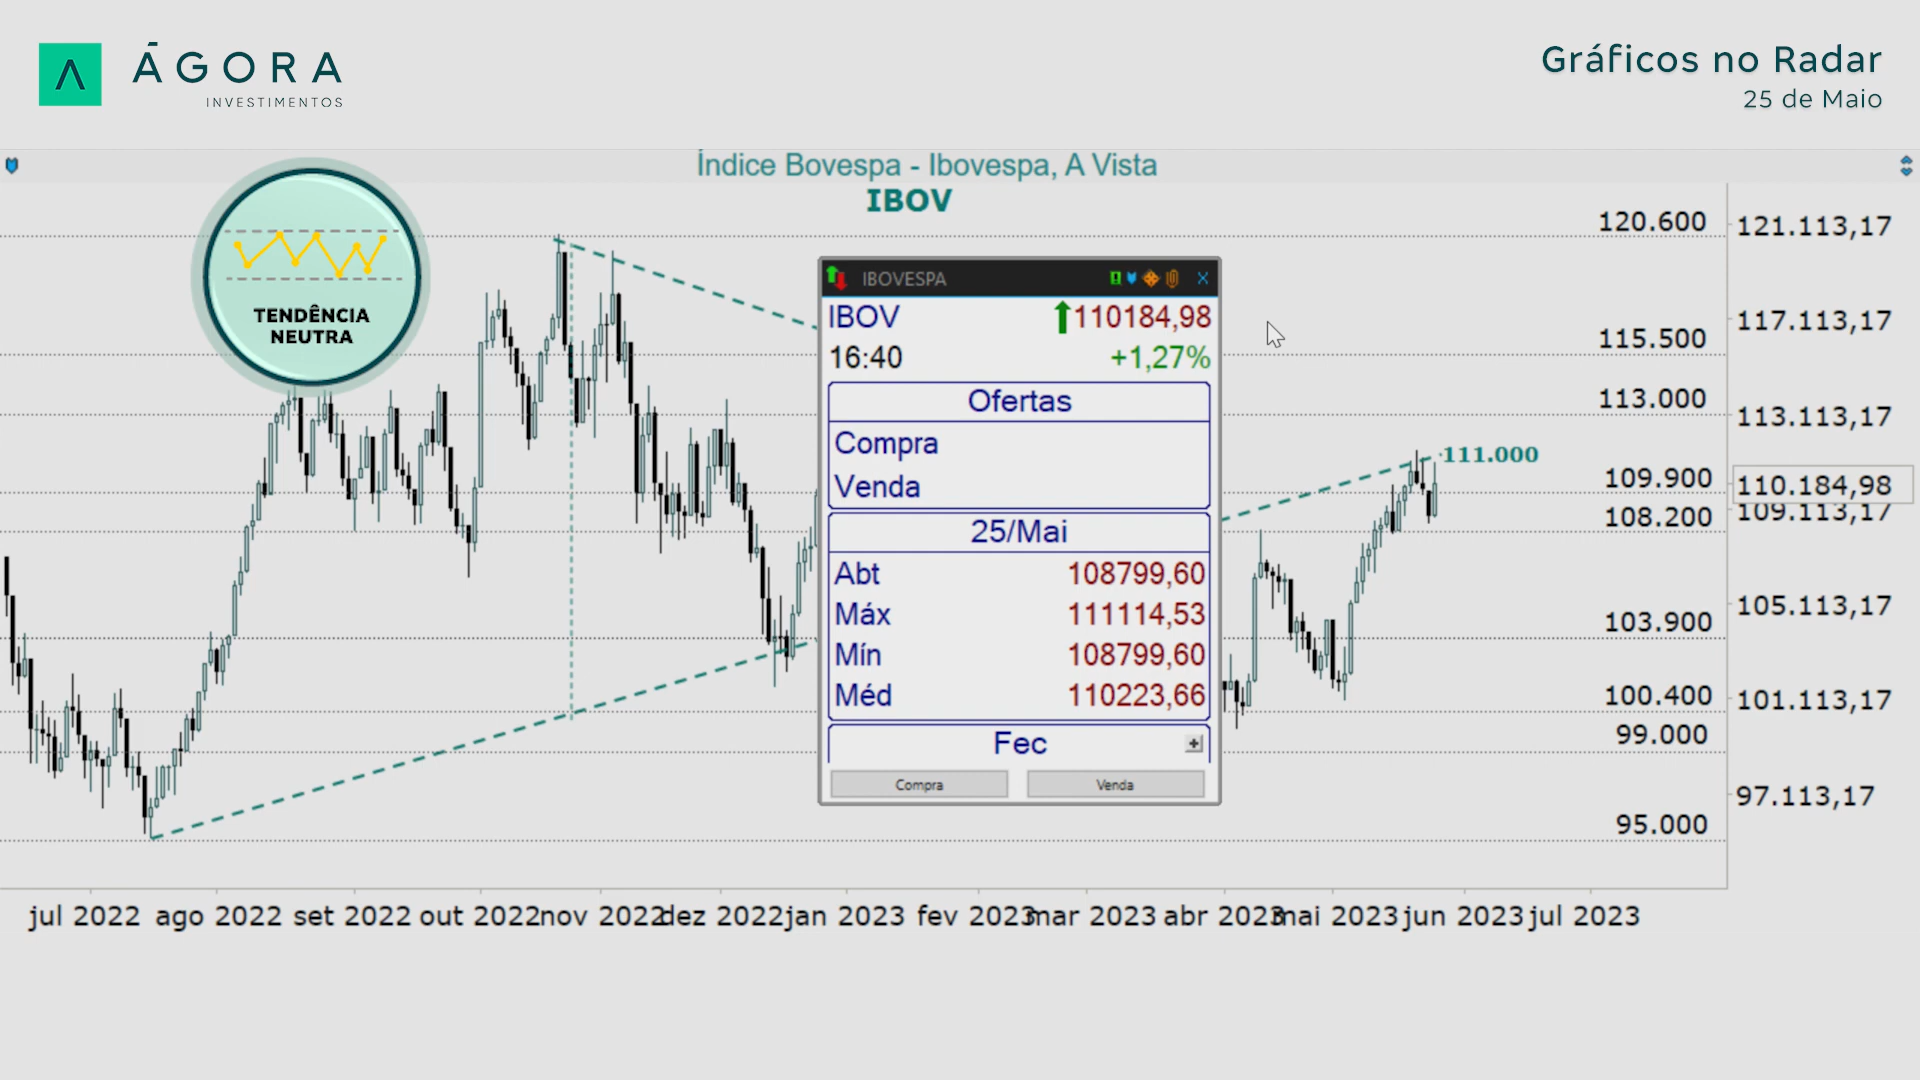 ÁGORA
INVESTIMENTOS
Gráficos no Radar
25 de Maio
Índice Bovespa - Ibovespa, A Vista
IBOV
TENDÊNCIA
NEUTRA
IBOVESPA
IBOV 110184,98
16:40 +1,27%
Ofertas
Compra
Venda
25/Mai
Abt 108799,60
Máx 111114,53
Mín 108799,60
Méd 110223,66
Fec
Compra Venda
111.000
120.600
115.500
113.000
109.900
108.200
103.900
100.400
99.000
95.000
121.113,17
117.113,17
113.113,17
110.184,98
109.113,17
105.113,17
101.113,17
97.113,17
jul 2022 ago 2022 set 2022 out 2022 nov 2022 dez 2022 jan 2023 fev 2023 mar 2023 abr 2023 mai 2023 jun 2023 jul 2023